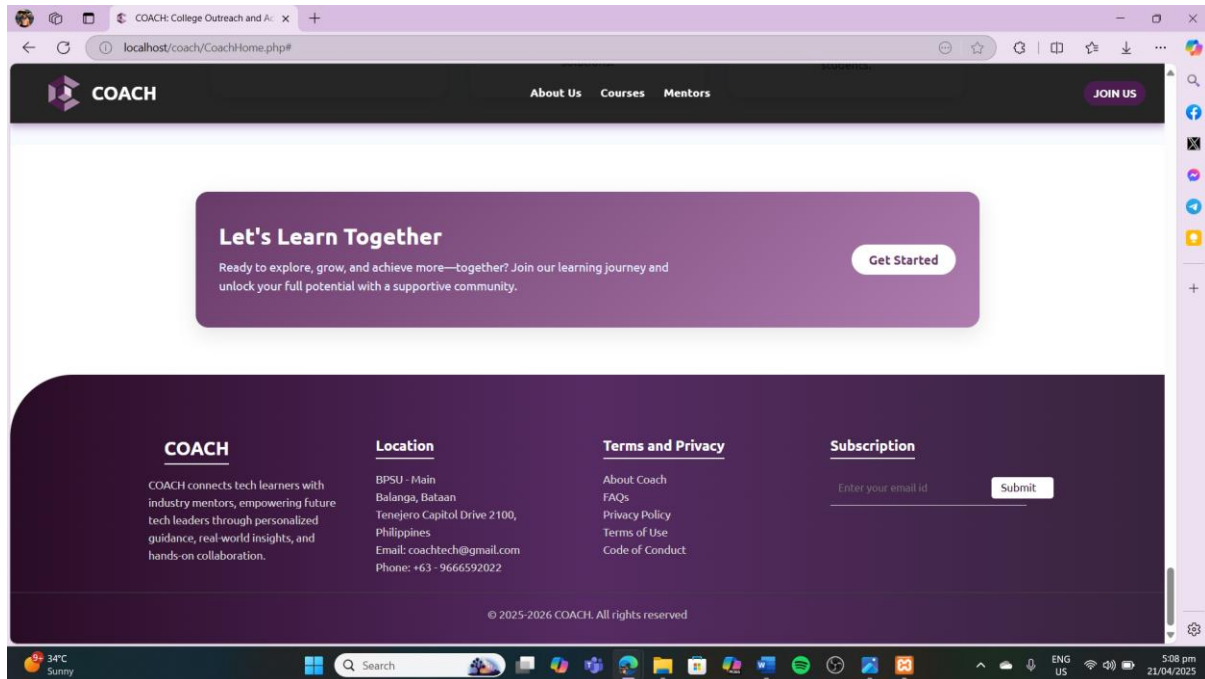 COACH: College Outreach and Ac
localhost/coach/CoachHome.php#
students.
COACH
About Us Courses Mentors
JOIN US
Let's Learn Together
Ready to explore, grow, and achieve more—together? Join our learning journey and
unlock your full potential with a supportive community.
Get Started
COACH
COACH connects tech learners with
industry mentors, empowering future
tech leaders through personalized
guidance, real-world insights, and
hands-on collaboration.
Location
BPSU - Main
Balanga, Bataan
Tenejero Capitol Drive 2100,
Philippines
Email: coachtech@gmail.com
Phone: +63 - 9666592022
Terms and Privacy
About Coach
FAQs
Privacy Policy
Terms of Use
Code of Conduct
Subscription
Enter your email id
Submit
© 2025-2026 COACH. All rights reserved
9+
34°C
Sunny
Search
ENG
US
5:08 pm
21/04/2025